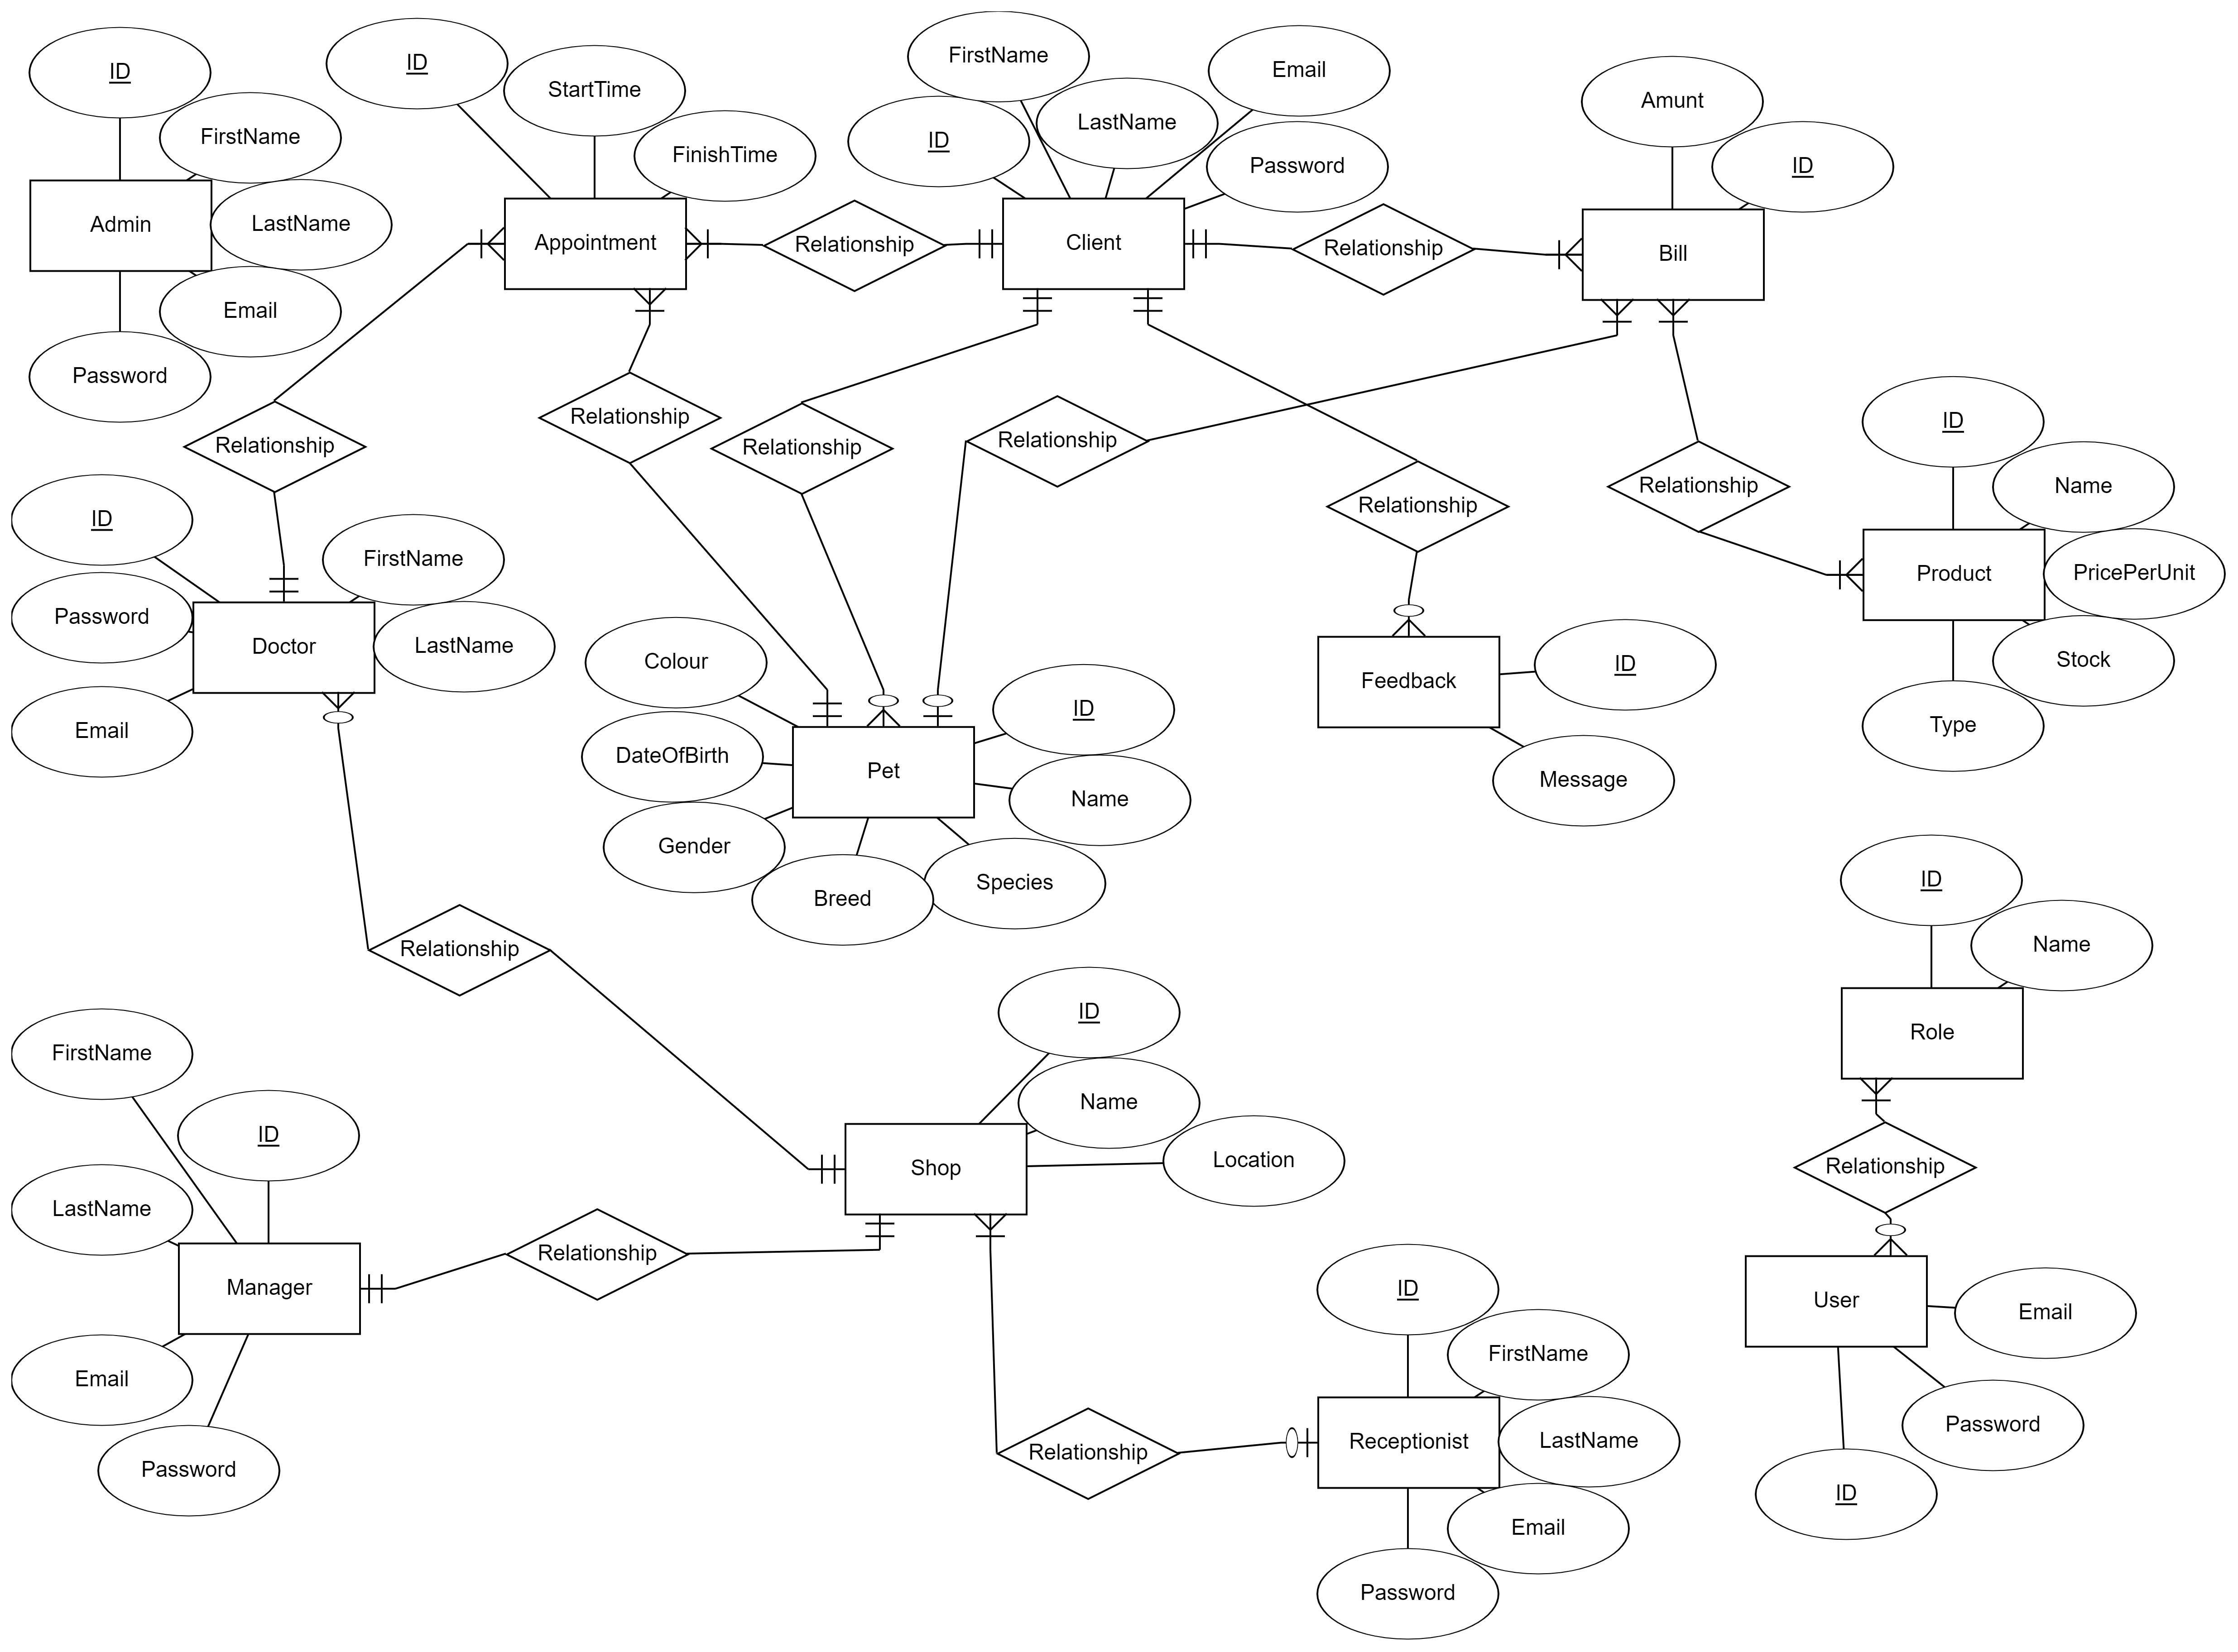 ID
FirstName
Admin
LastName
Email
Password
ID
StartTime
FinishTime
Appointment
Relationship
FirstName
Email
ID
LastName
Password
Client
Relationship
Amunt
ID
Bill
Relationship
Relationship
Relationship
Relationship
Relationship
Relationship
ID
Name
Product
PricePerUnit
Stock
Type
ID
Password
FirstName
Doctor
LastName
Email
Colour
DateOfBirth
Gender
Breed
Pet
ID
Name
Species
Feedback
ID
Message
Relationship
ID
Name
Role
Relationship
User
Email
Password
ID
FirstName
ID
LastName
Manager
Email
Password
Relationship
ID
Name
Shop
Location
Relationship
ID
FirstName
Receptionist
LastName
Email
Password